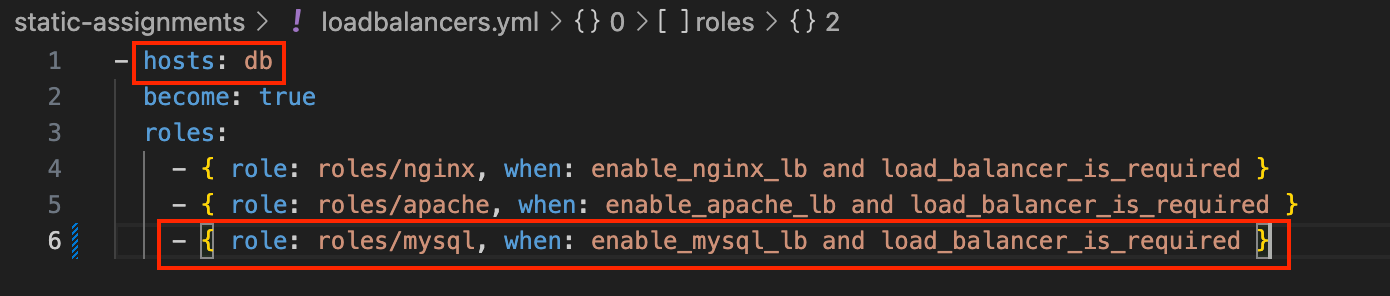 static-assignments > ! loadbalancers.yml > {} 0 > [ ] roles > {} 2
1 - hosts: db
2 become: true
3 roles:
4 - { role: roles/nginx, when: enable_nginx_lb and load_balancer_is_required }
5 - { role: roles/apache, when: enable_apache_lb and load_balancer_is_required }
6 - { role: roles/mysql, when: enable_mysql_lb and load_balancer_is_required }